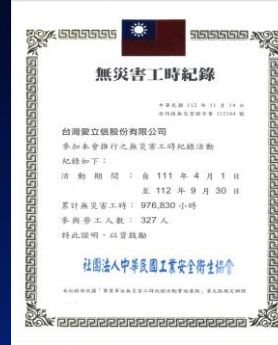 無災害工時紀錄
中華民國 112 年 11 月 14 日
台灣愛立信股份有限公司
參加本會推行之無災害工時紀錄活動
紀錄如下：
活動期間：自 111 年 4 月 1 日
至 112 年 9 月 30 日
累計無災害工時：976,830 小時
參與勞工人數：327 人
特此證明，以資鼓勵
社團法人中華民國工業安全衛生協會